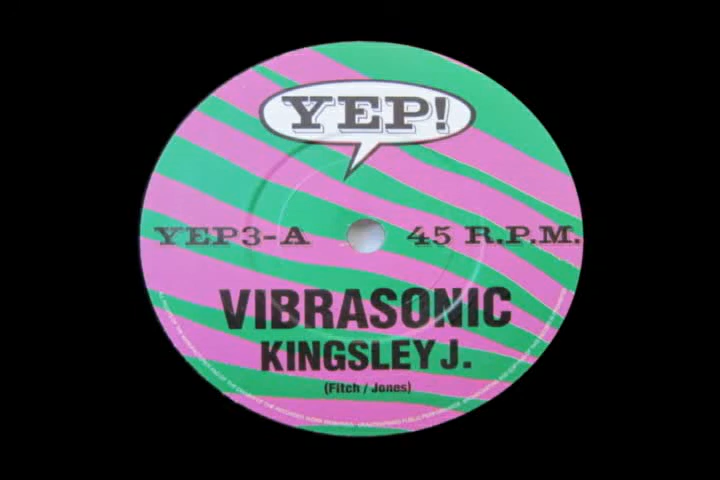 YEP!
YEP3-A
45 R.P.M.
VIBRASONIC
KINGSLEY J.
(Fitch / Jones)